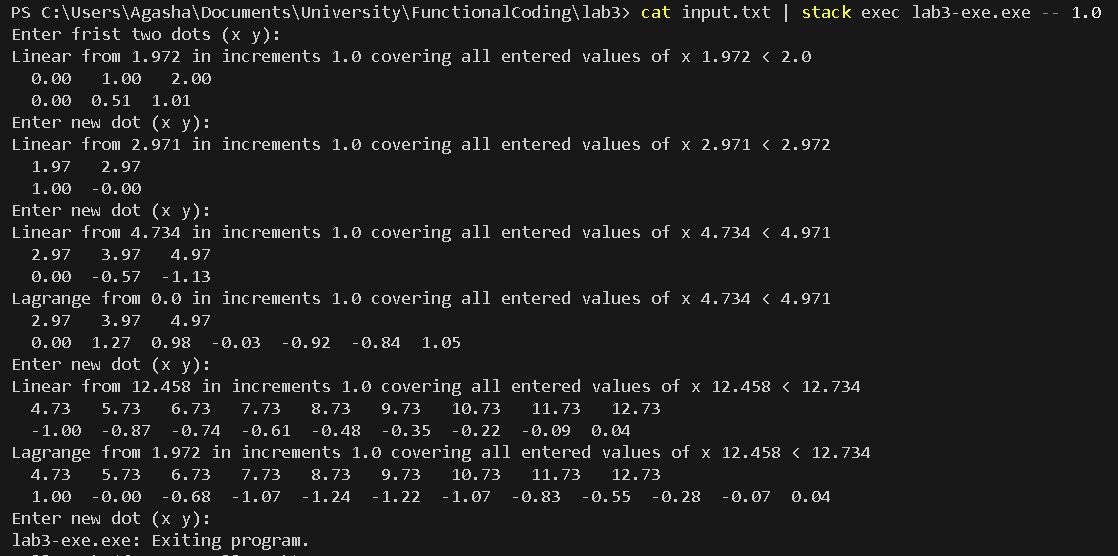 PS C:\Users\Agasha\Documents\University\FunctionalCoding\lab3> cat input.txt | stack exec lab3-exe.exe -- 1.0
Enter frist two dots (x y):
Linear from 1.972 in increments 1.0 covering all entered values of x 1.972 < 2.0
0.00 1.00 2.00
0.00 0.51 1.01
Enter new dot (x y):
Linear from 2.971 in increments 1.0 covering all entered values of x 2.971 < 2.972
1.97 2.97
1.00 -0.00
Enter new dot (x y):
Linear from 4.734 in increments 1.0 covering all entered values of x 4.734 < 4.971
2.97 3.97 4.97
0.00 -0.57 -1.13
Lagrange from 0.0 in increments 1.0 covering all entered values of x 4.734 < 4.971
2.97 3.97 4.97
0.00 1.27 0.98 -0.03 -0.92 -0.84 1.05
Enter new dot (x y):
Linear from 12.458 in increments 1.0 covering all entered values of x 12.458 < 12.734
4.73 5.73 6.73 7.73 8.73 9.73 10.73 11.73 12.73
-1.00 -0.87 -0.74 -0.61 -0.48 -0.35 -0.22 -0.09 0.04
Lagrange from 1.972 in increments 1.0 covering all entered values of x 12.458 < 12.734
4.73 5.73 6.73 7.73 8.73 9.73 10.73 11.73 12.73
1.00 -0.00 -0.68 -1.07 -1.24 -1.22 -1.07 -0.83 -0.55 -0.28 -0.07 0.04
Enter new dot (x y):
lab3-exe.exe: Exiting program.